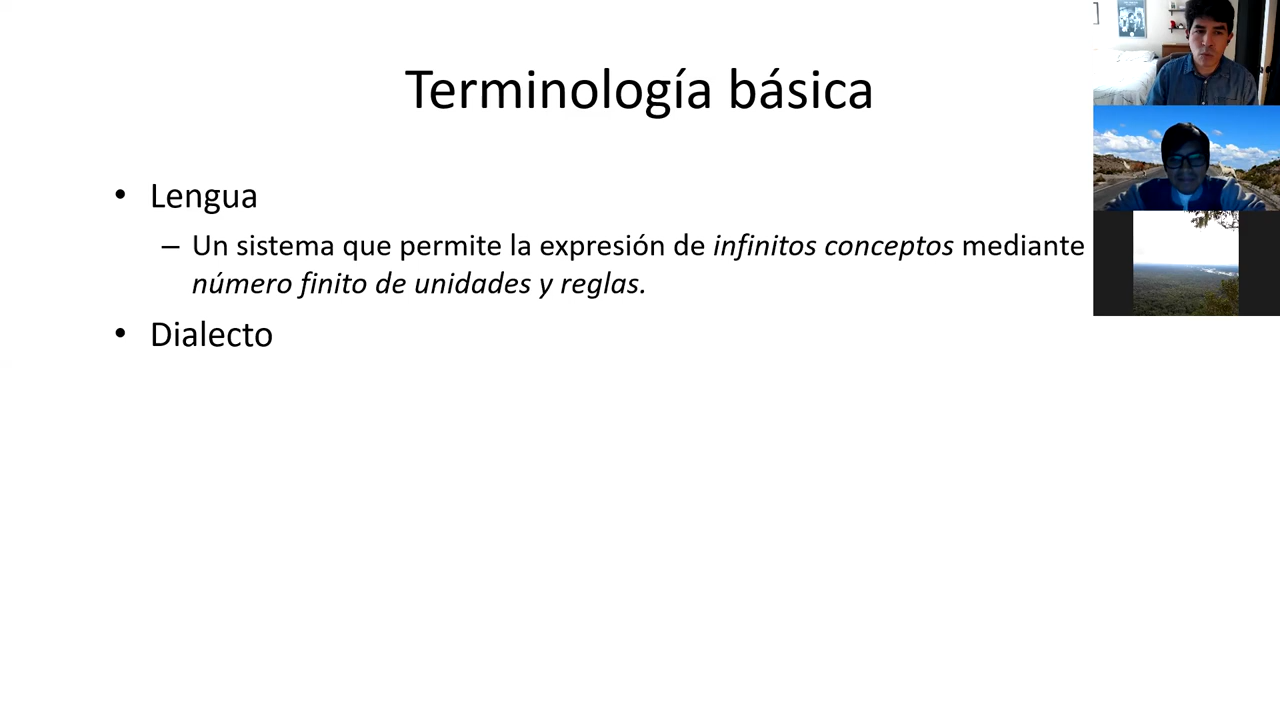 Terminología básica
• Lengua
– Un sistema que permite la expresión de infinitos conceptos mediante
número finito de unidades y reglas.
• Dialecto